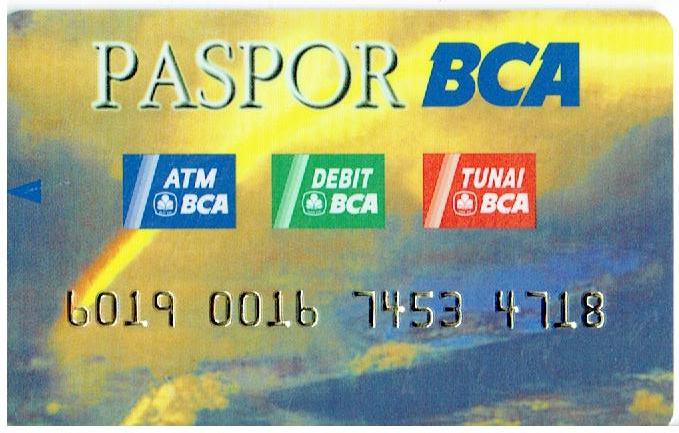 PASPOR BCA
ATM BCA
DEBIT BCA
TUNAI BCA
6019 0016 7453 4718